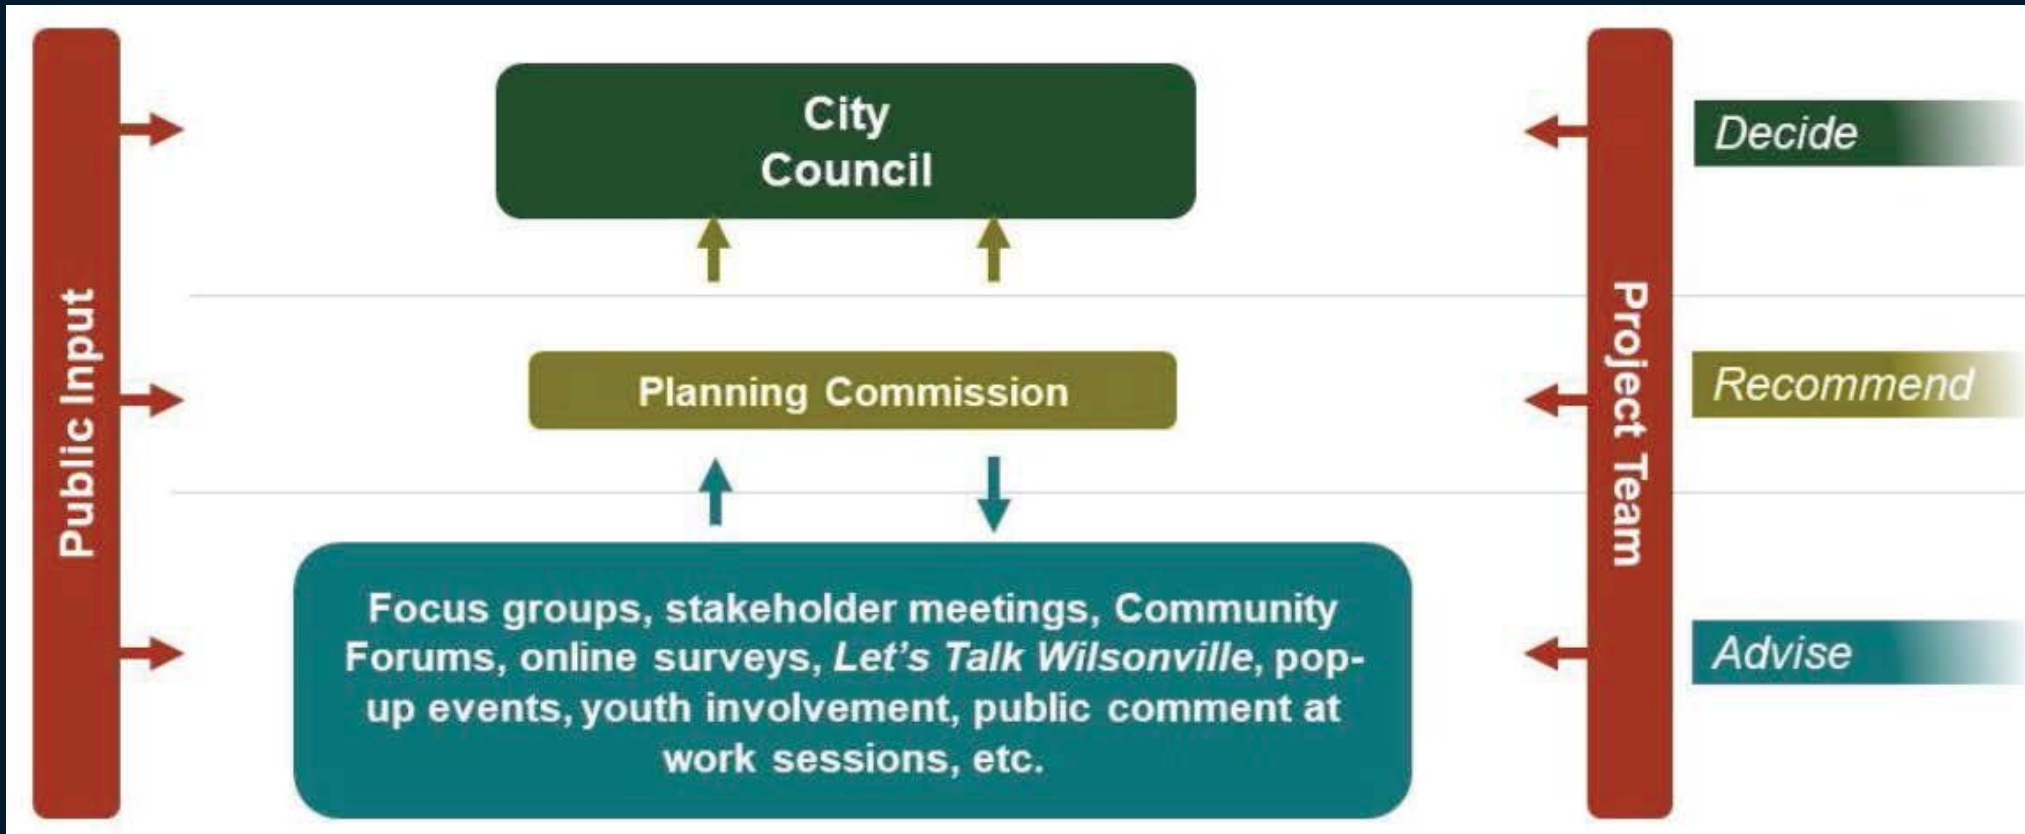 Public Input
City
Council
Planning Commission
Focus groups, stakeholder meetings, Community
Forums, online surveys, Let's Talk Wilsonville, pop-
up events, youth involvement, public comment at
work sessions, etc.
Project Team
Decide
Recommend
Advise